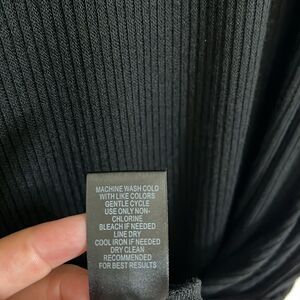 MACHINE WASH COLD
WITH LIKE COLORS
GENTLE CYCLE
USE ONLY NON-
CHLORINE
BLEACH IF NEEDED
LINE DRY
COOL IRON IF NEEDED
DRY CLEAN
RECOMMENDED
FOR BEST RESULTS